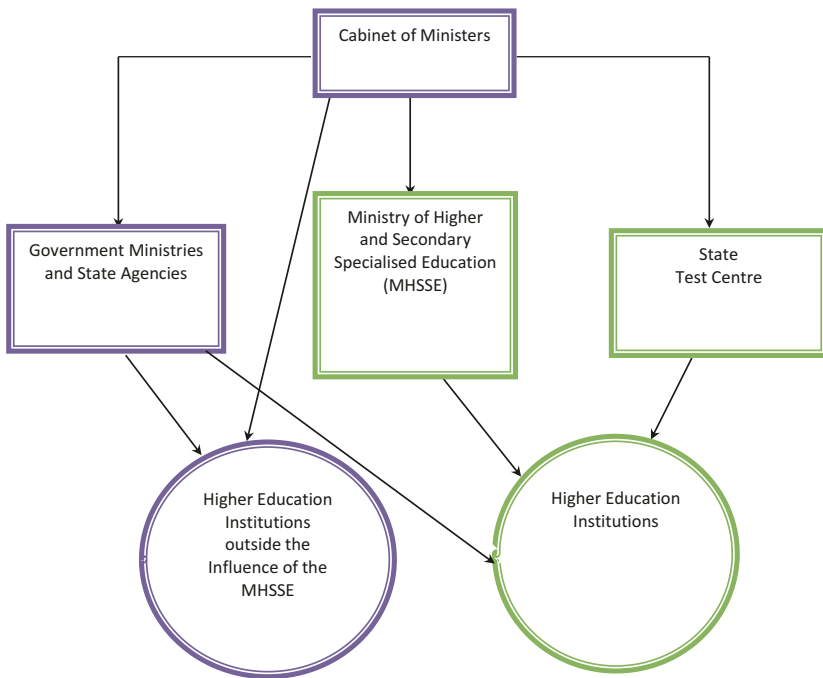 Cabinet of Ministers
Government Ministries
and State Agencies
Ministry of Higher
and Secondary
Specialised Education
(MHSSE)
State
Test Centre
Higher Education
Institutions
outside the
Influence of the
MHSSE
Higher Education
Institutions